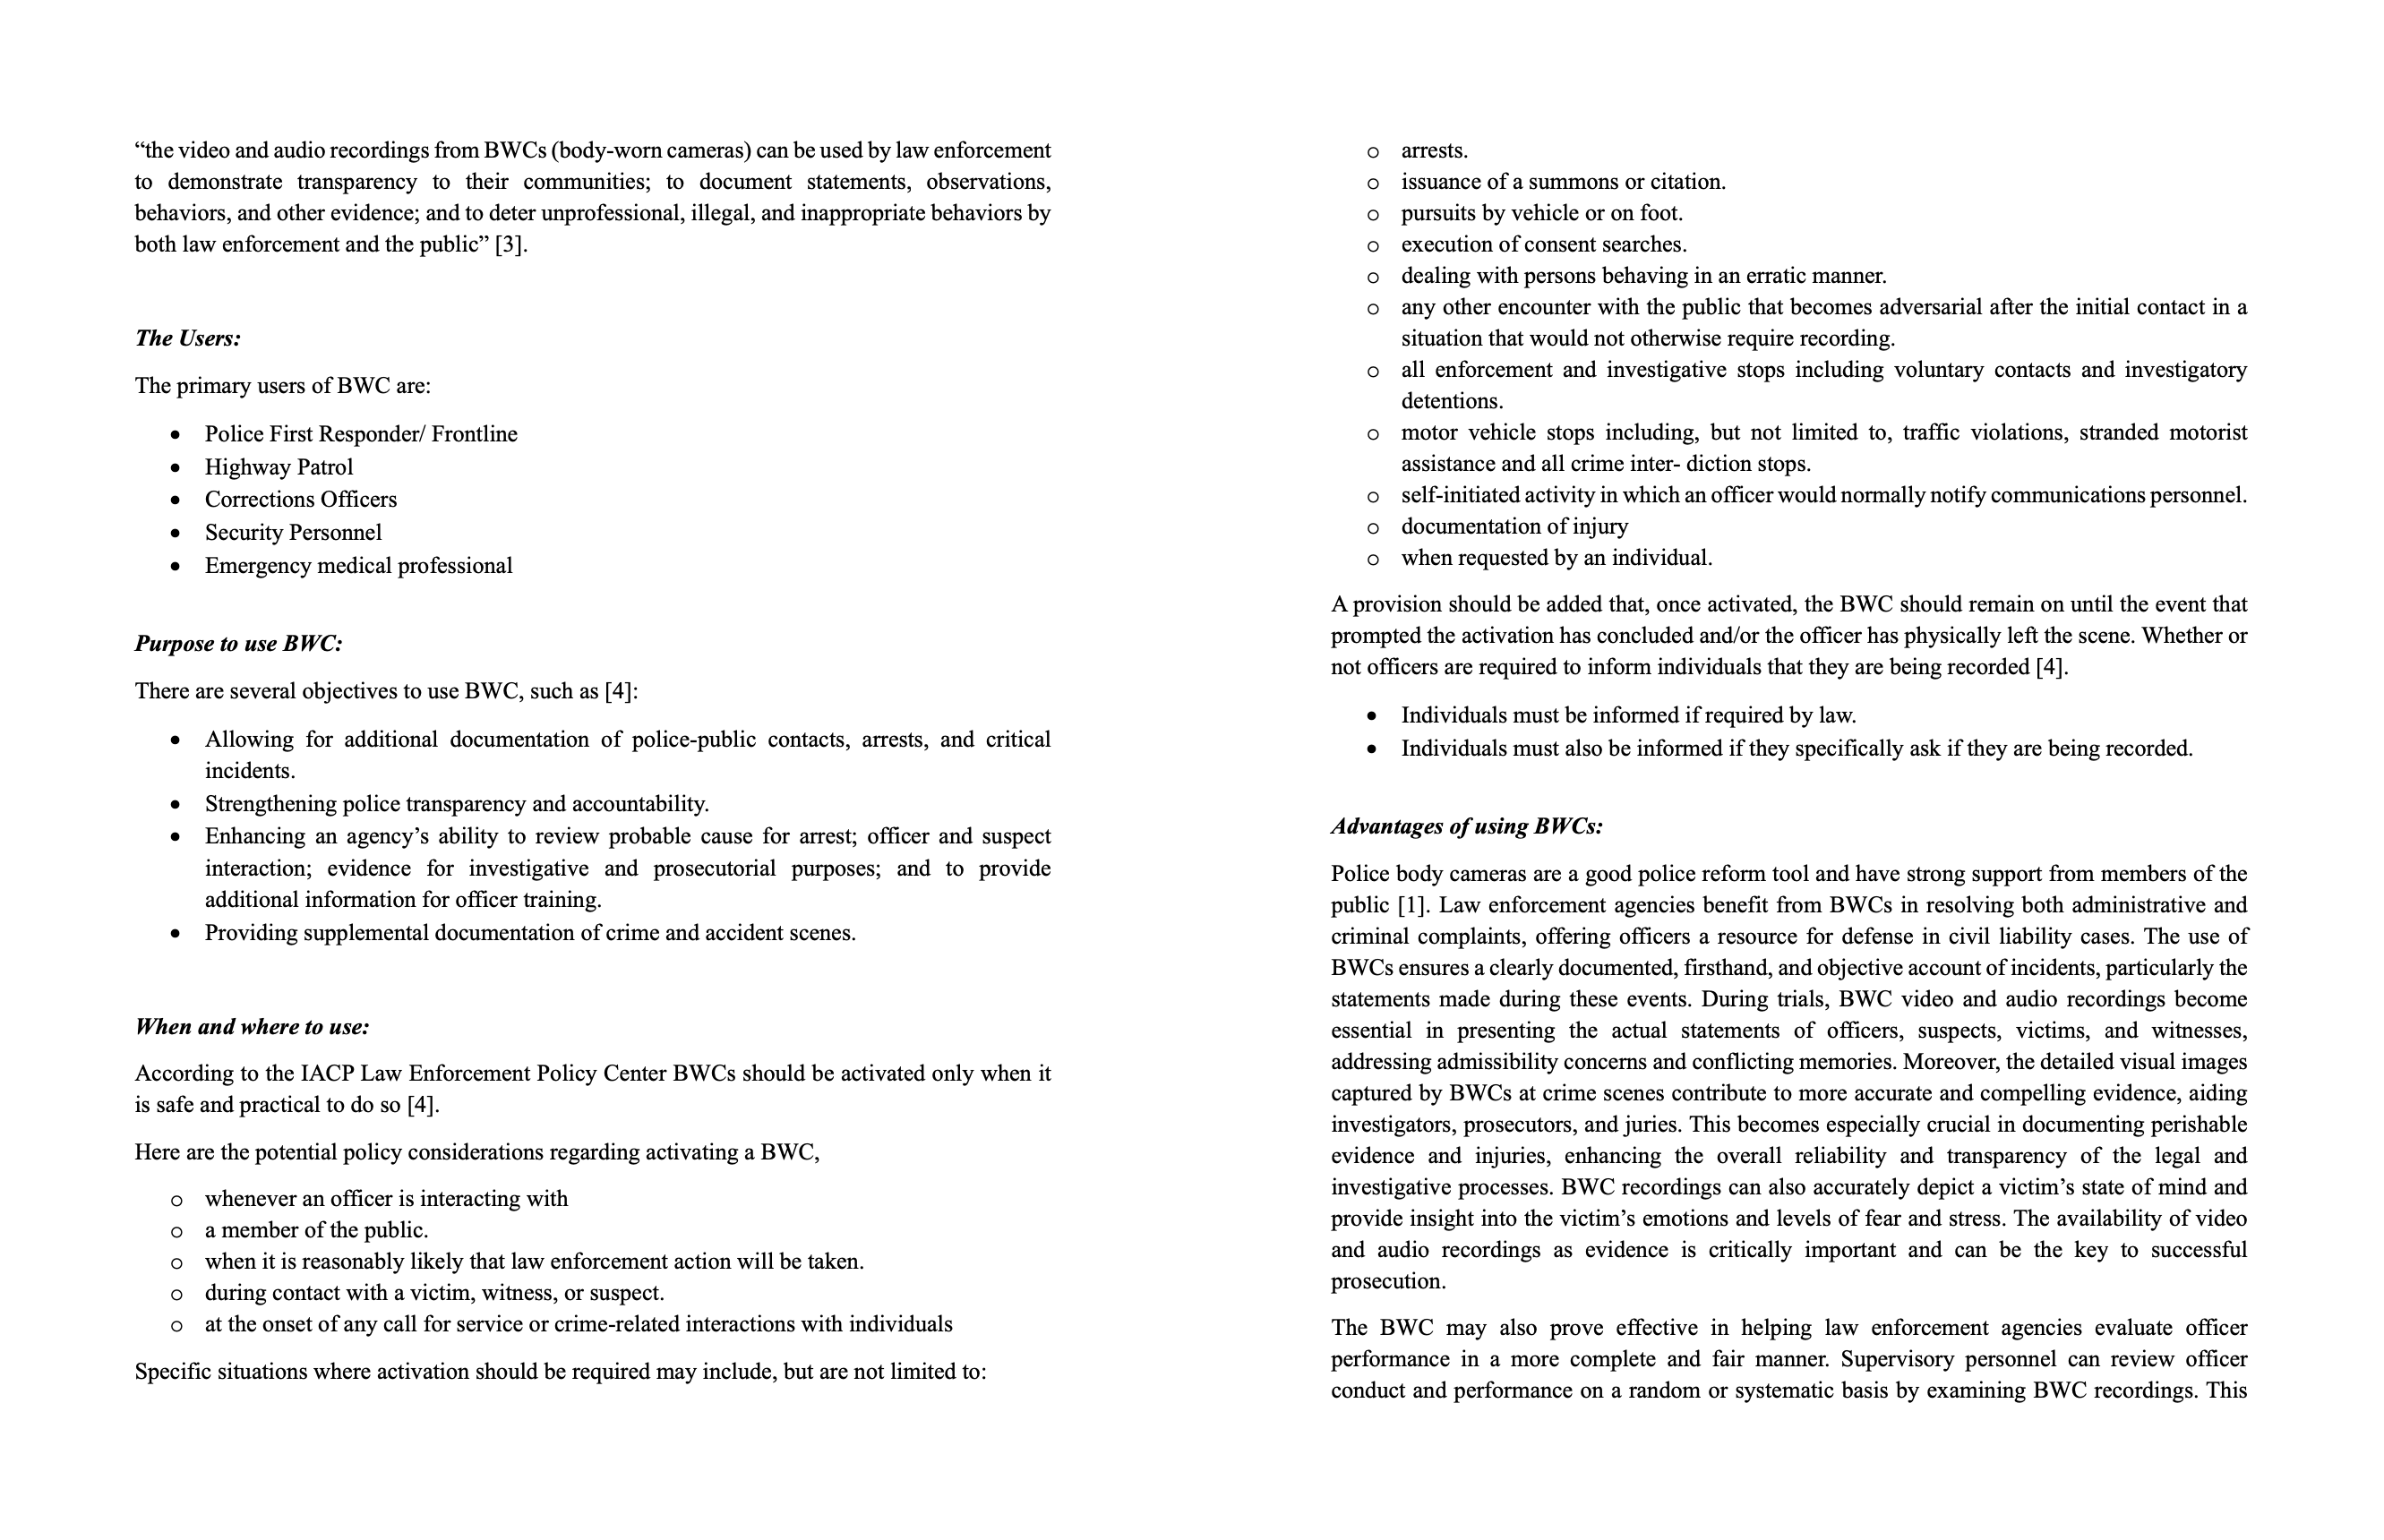 “the video and audio recordings from BWCs (body-worn cameras) can be used by law enforcement
to demonstrate transparency to their communities; to document statements, observations,
behaviors, and other evidence; and to deter unprofessional, illegal, and inappropriate behaviors by
both law enforcement and the public” [3].
The Users:
The primary users of BWC are:
• Police First Responder/ Frontline
• Highway Patrol
• Corrections Officers
• Security Personnel
• Emergency medical professional
Purpose to use BWC:
There are several objectives to use BWC, such as [4]:
• Allowing for additional documentation of police-public contacts, arrests, and critical
incidents.
• Strengthening police transparency and accountability.
• Enhancing an agency’s ability to review probable cause for arrest; officer and suspect
interaction; evidence for investigative and prosecutorial purposes; and to provide
additional information for officer training.
• Providing supplemental documentation of crime and accident scenes.
When and where to use:
According to the IACP Law Enforcement Policy Center BWCs should be activated only when it
is safe and practical to do so [4].
Here are the potential policy considerations regarding activating a BWC,
o whenever an officer is interacting with
o a member of the public.
o when it is reasonably likely that law enforcement action will be taken.
o during contact with a victim, witness, or suspect.
o at the onset of any call for service or crime-related interactions with individuals
Specific situations where activation should be required may include, but are not limited to:
o arrests.
o issuance of a summons or citation.
o pursuits by vehicle or on foot.
o execution of consent searches.
o dealing with persons behaving in an erratic manner.
o any other encounter with the public that becomes adversarial after the initial contact in a
situation that would not otherwise require recording.
o all enforcement and investigative stops including voluntary contacts and investigatory
detentions.
o motor vehicle stops including, but not limited to, traffic violations, stranded motorist
assistance and all crime inter- diction stops.
o self-initiated activity in which an officer would normally notify communications personnel.
o documentation of injury
o when requested by an individual.
A provision should be added that, once activated, the BWC should remain on until the event that
prompted the activation has concluded and/or the officer has physically left the scene. Whether or
not officers are required to inform individuals that they are being recorded [4].
• Individuals must be informed if required by law.
• Individuals must also be informed if they specifically ask if they are being recorded.
Advantages of using BWCs:
Police body cameras are a good police reform tool and have strong support from members of the
public [1]. Law enforcement agencies benefit from BWCs in resolving both administrative and
criminal complaints, offering officers a resource for defense in civil liability cases. The use of
BWCs ensures a clearly documented, firsthand, and objective account of incidents, particularly the
statements made during these events. During trials, BWC video and audio recordings become
essential in presenting the actual statements of officers, suspects, victims, and witnesses,
addressing admissibility concerns and conflicting memories. Moreover, the detailed visual images
captured by BWCs at crime scenes contribute to more accurate and compelling evidence, aiding
investigators, prosecutors, and juries. This becomes especially crucial in documenting perishable
evidence and injuries, enhancing the overall reliability and transparency of the legal and
investigative processes. BWC recordings can also accurately depict a victim’s state of mind and
provide insight into the victim’s emotions and levels of fear and stress. The availability of video
and audio recordings as evidence is critically important and can be the key to successful
prosecution.
The BWC may also prove effective in helping law enforcement agencies evaluate officer
performance in a more complete and fair manner. Supervisory personnel can review officer
conduct and performance on a random or systematic basis by examining BWC recordings. This